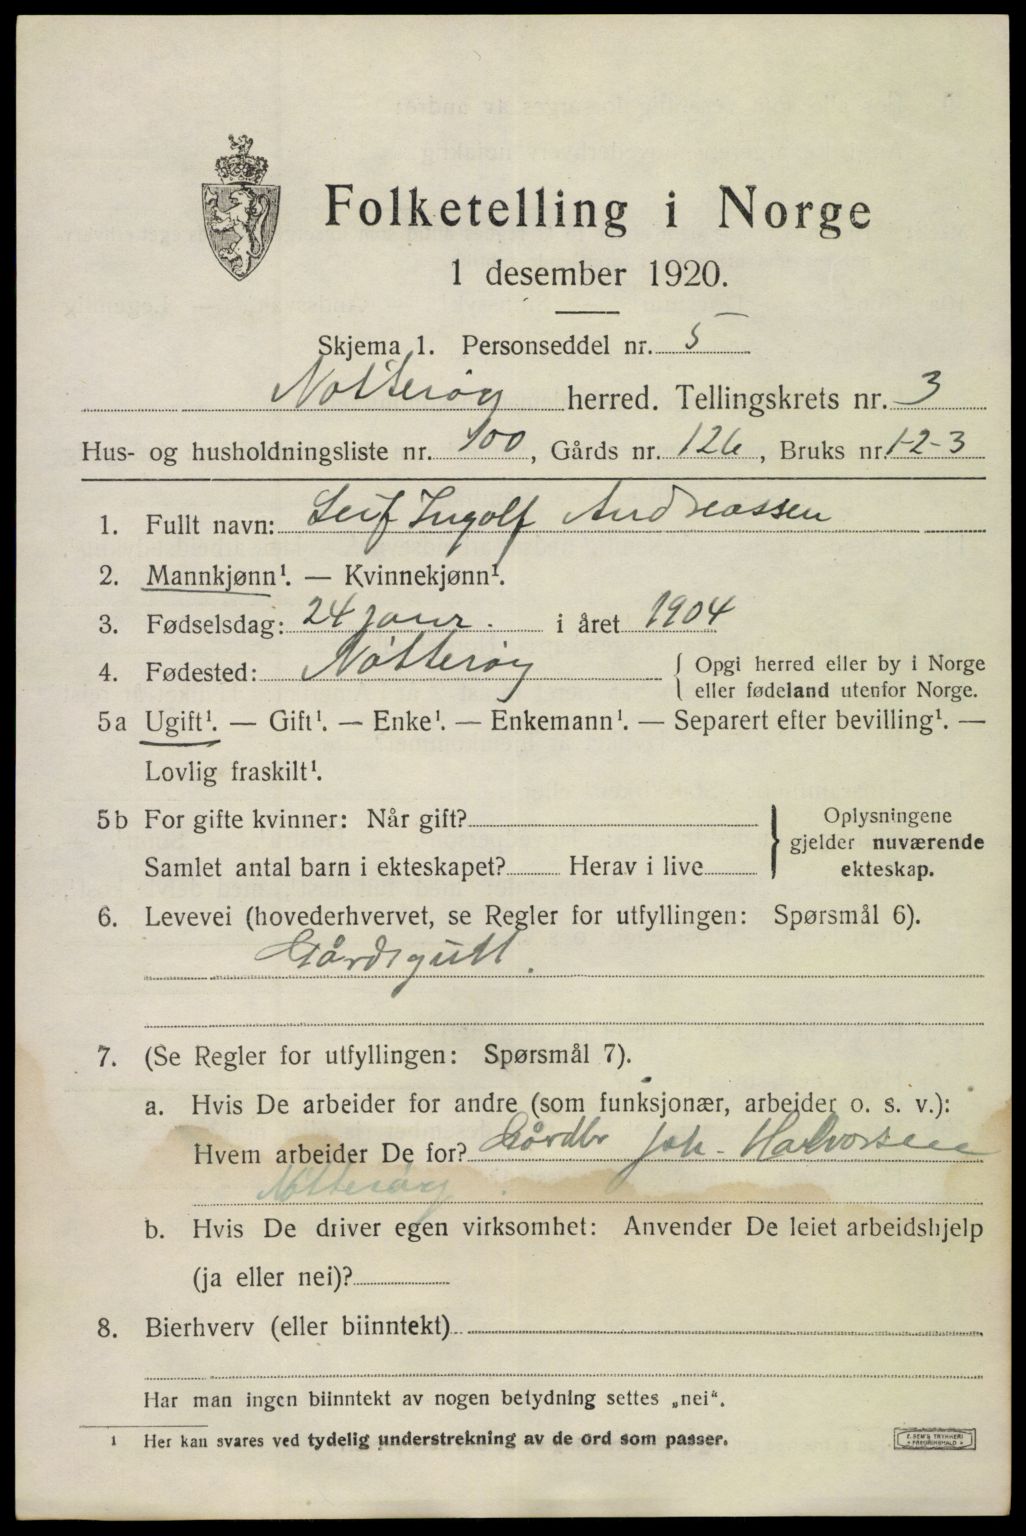 Folketelling i Norge
1 desember 1920.
Skjema 1. Personseddel nr. 5
Nøtterøy herred. Tellingskrets nr. 3
Hus- og husholdningsliste nr. 100, Gårds nr. 126, Bruks nr. 1-2-3
1. Fullt navn: Leif Ingolf Andreassen
2. Mannkjønn¹. — Kvinnekjønn¹.
3. Fødselsdag: 24 januar. i året 1904
4. Fødested: Nøtterøy { Opgi herred eller by i Norge
eller fødeland utenfor Norge.
5a Ugift¹. — Gift¹. — Enke¹. — Enkemann¹. — Separert efter bevilling¹. —
Lovlig fraskilt¹.
5b For gifte kvinner: Når gift?
Samlet antal barn i ekteskapet? Herav i live
} Oplysningene
gjelder nuværende
ekteskap.
6. Levevei (hovederhvervet, se Regler for utfyllingen: Spørsmål 6).
Gårdsgutt.
7. (Se Regler for utfyllingen: Spørsmål 7).
a. Hvis De arbeider for andre (som funksjonær, arbeider o. s. v.):
Hvem arbeider De for? Gårdbr Joh. Halvorsen
Nøtterøy.
b. Hvis De driver egen virksomhet: Anvender De leiet arbeidshjelp
(ja eller nei)?
8. Bierhverv (eller biinntekt)
Har man ingen biinntekt av nogen betydning settes „nei“.
¹ Her kan svares ved tydelig understrekning av de ord som passer.
E. SEM'S TRYKKERI
FREDRIKSHALD